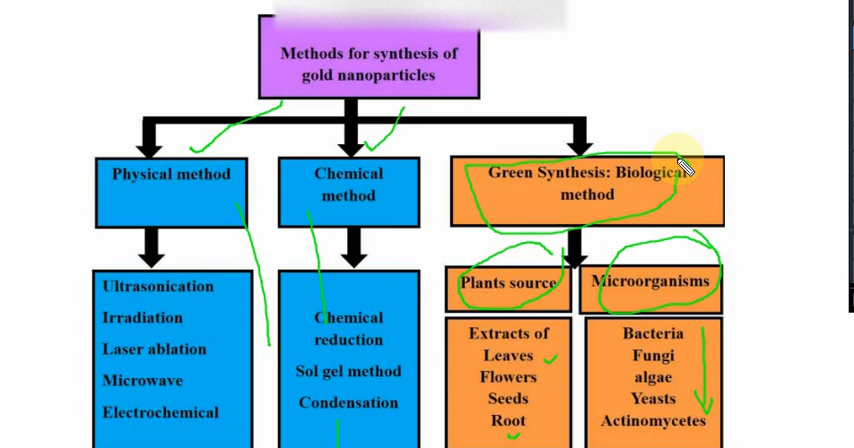 Methods for synthesis of
gold nanoparticles
Physical method
Chemical
method
Green Synthesis: Biological
method
Plants source
Microorganisms
Ultrasonication
Irradiation
Laser ablation
Microwave
Electrochemical
Chemical
reduction
Sol gel method
Condensation
Extracts of
Leaves
Flowers
Seeds
Root
Bacteria
Fungi
algae
Yeasts
Actinomycetes